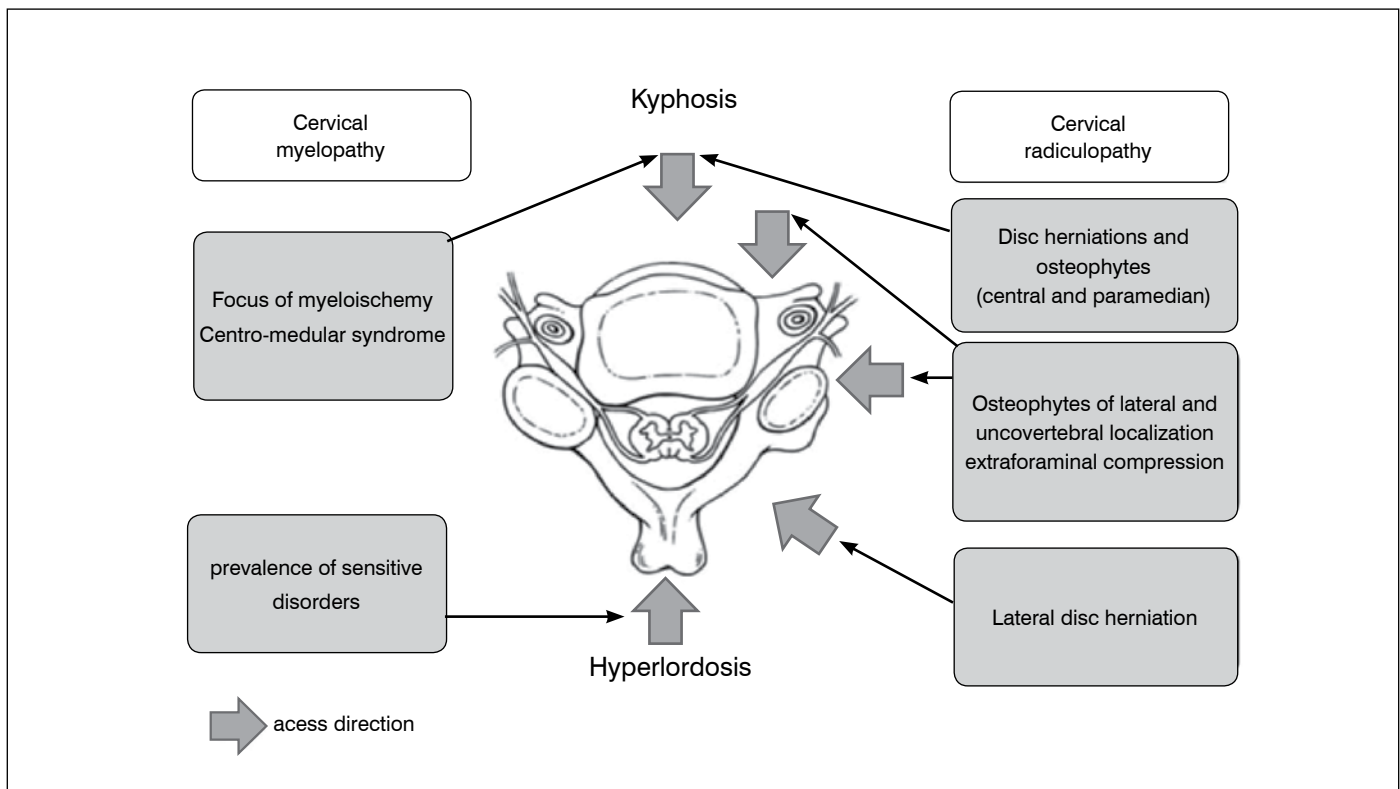 Kyphosis
Cervical
myelopathy
Cervical
radiculopathy
Focus of myeloischemy
Centro-medular syndrome
Disc herniations and
osteophytes
(central and paramedian)
Osteophytes of lateral and
uncovertebral localization
extraforaminal compression
prevalence of sensitive
disorders
Lateral disc herniation
Hyperlordosis
acess direction